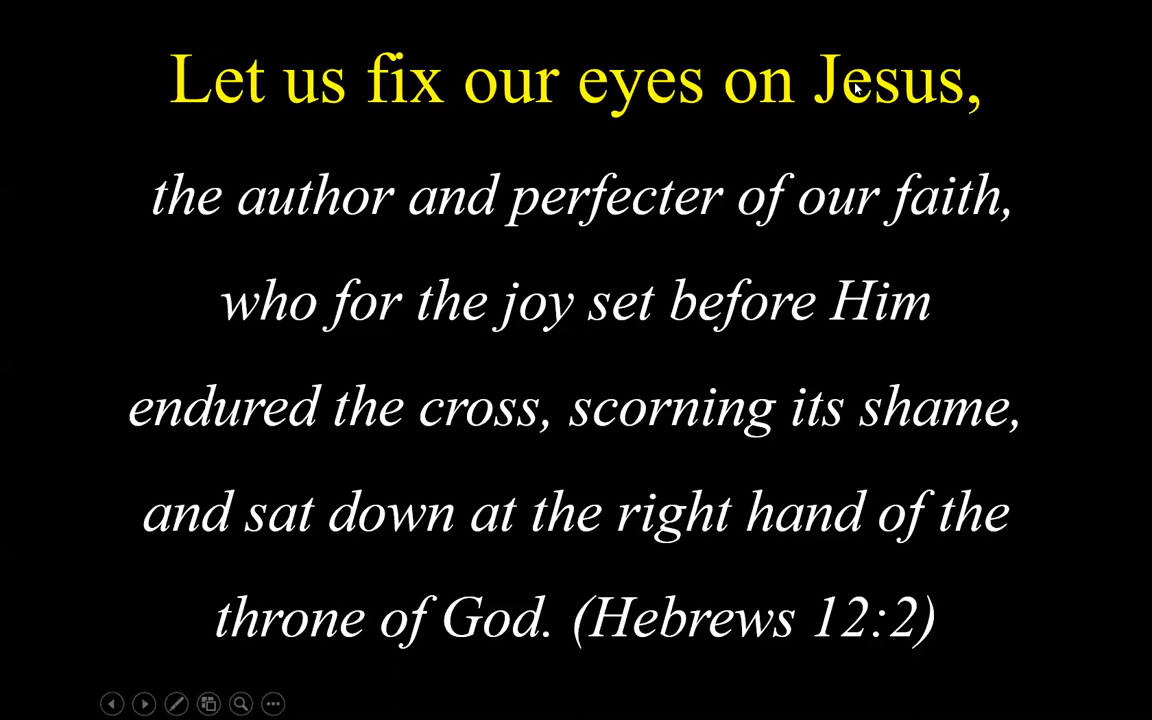 Let us fix our eyes on Jesus,
the author and perfecter of our faith,
who for the joy set before Him
endured the cross, scorning its shame,
and sat down at the right hand of the
throne of God. (Hebrews 12:2)